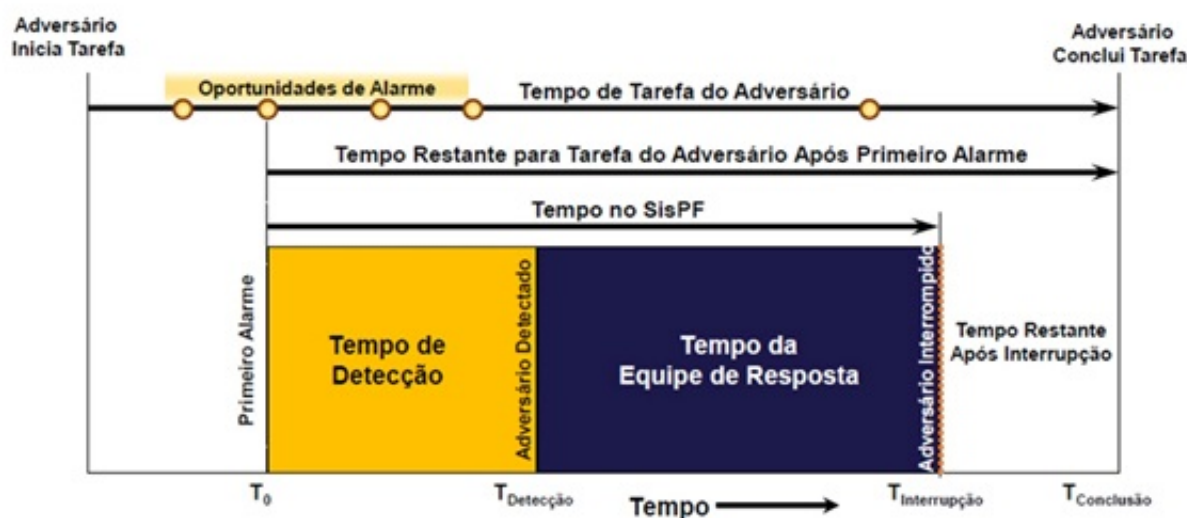 Adversário
Inicia Tarefa
Adversário
Conclui Tarefa
Oportunidades de Alarme
Tempo de Tarefa do Adversário
Tempo Restante para Tarefa do Adversário Após Primeiro Alarme
Tempo no SisPF
Primeiro Alarme
Tempo de
Detecção
Adversário Detectado
Tempo da
Equipe de Resposta
Adversário Interrompido
Tempo Restante
Após Interrupção
T0
TDetecção
Tempo
TInterrupção
TConclusão